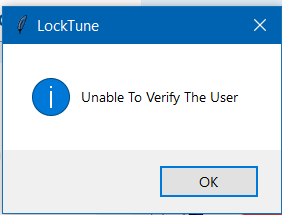 LockTune
Unable To Verify The User
OK